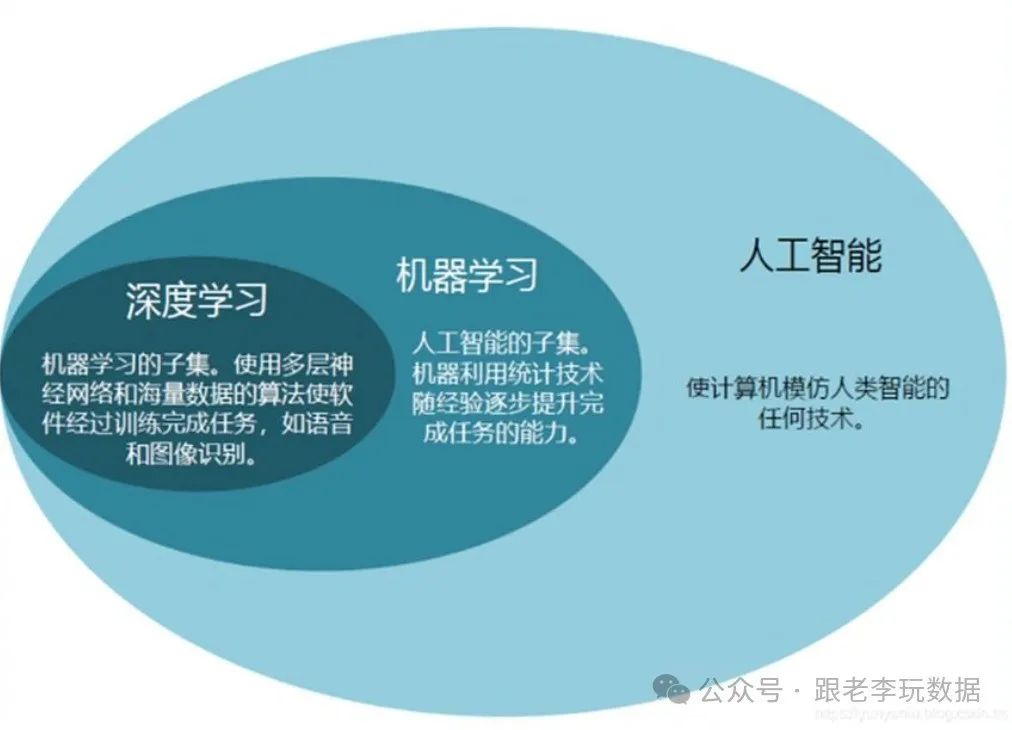 人工智能
使计算机模仿人类智能的
任何技术。
机器学习
人工智能的子集。
机器利用统计技术
随经验逐步提升完
成任务的能力。
深度学习
机器学习的子集。使用多层神
经网络和海量数据的算法使软
件经过训练完成任务，如语音
和图像识别。
公众号 · 跟老李玩数据